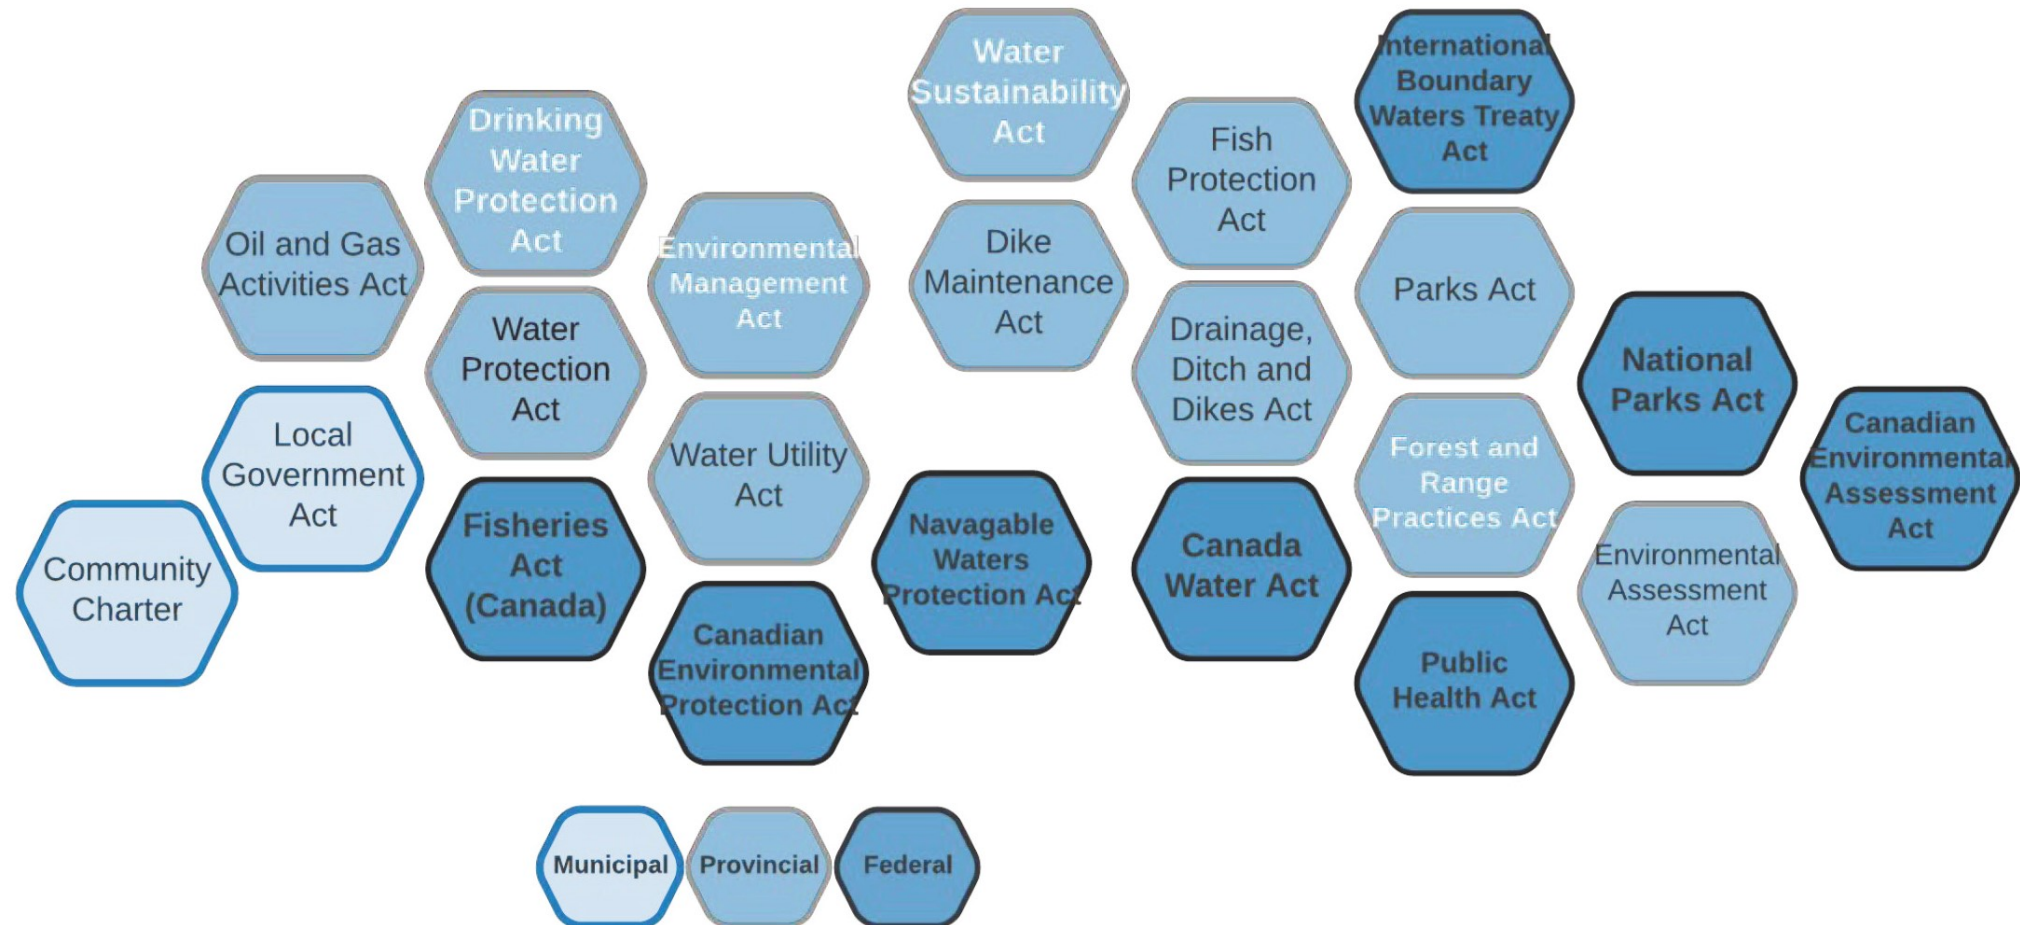 Water
Sustainability
Act
International
Boundary
Waters Treaty
Act
Drinking
Water
Protection
Act
Fish
Protection
Act
Oil and Gas
Activities Act
Environmental
Management
Act
Dike
Maintenance
Act
Parks Act
Water
Protection
Act
Drainage,
Ditch and
Dikes Act
National
Parks Act
Local
Government
Act
Water Utility
Act
Forest and
Range
Practices Act
Canadian
Environmental
Assessment
Act
Community
Charter
Fisheries
Act
(Canada)
Navagable
Waters
Protection Act
Canada
Water Act
Environmental
Assessment
Act
Canadian
Environmental
Protection Act
Public
Health Act
Municipal
Provincial
Federal